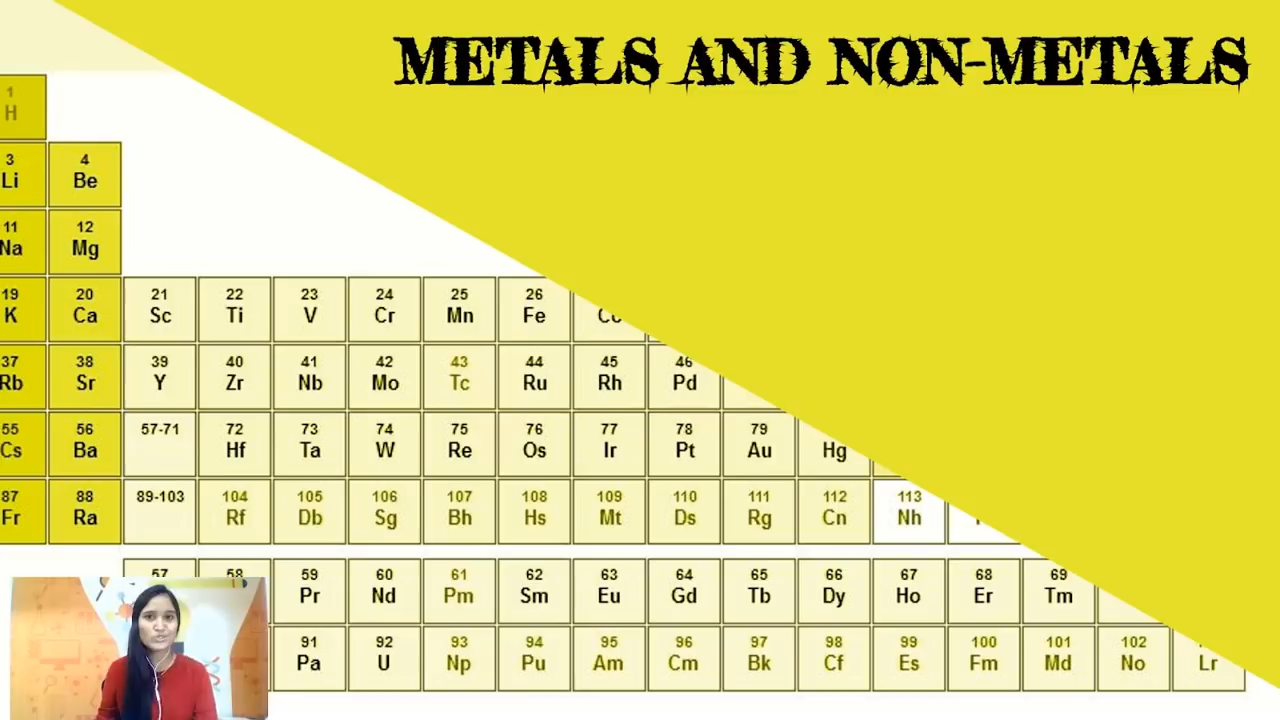 METALS AND NON-METALS
1
H
3 4
Li Be
11 12
Na Mg
19 20 21 22 23 24 25 26
K Ca Sc Ti V Cr Mn Fe
37 38 39 40 41 42 43 44 45 46
Rb Sr Y Zr Nb Mo Tc Ru Rh Pd
55 56 57-71 72 73 74 75 76 77 78 79
Cs Ba Hf Ta W Re Os Ir Pt Au Hg
87 88 89-103 104 105 106 107 108 109 110 111 112 113
Fr Ra Rf Db Sg Bh Hs Mt Ds Rg Cn Nh
57 58 59 60 61 62 63 64 65 66 67 68 69
Pr Nd Pm Sm Eu Gd Tb Dy Ho Er Tm
91 92 93 94 95 96 97 98 99 100 101 102
Pa U Np Pu Am Cm Bk Cf Es Fm Md No Lr